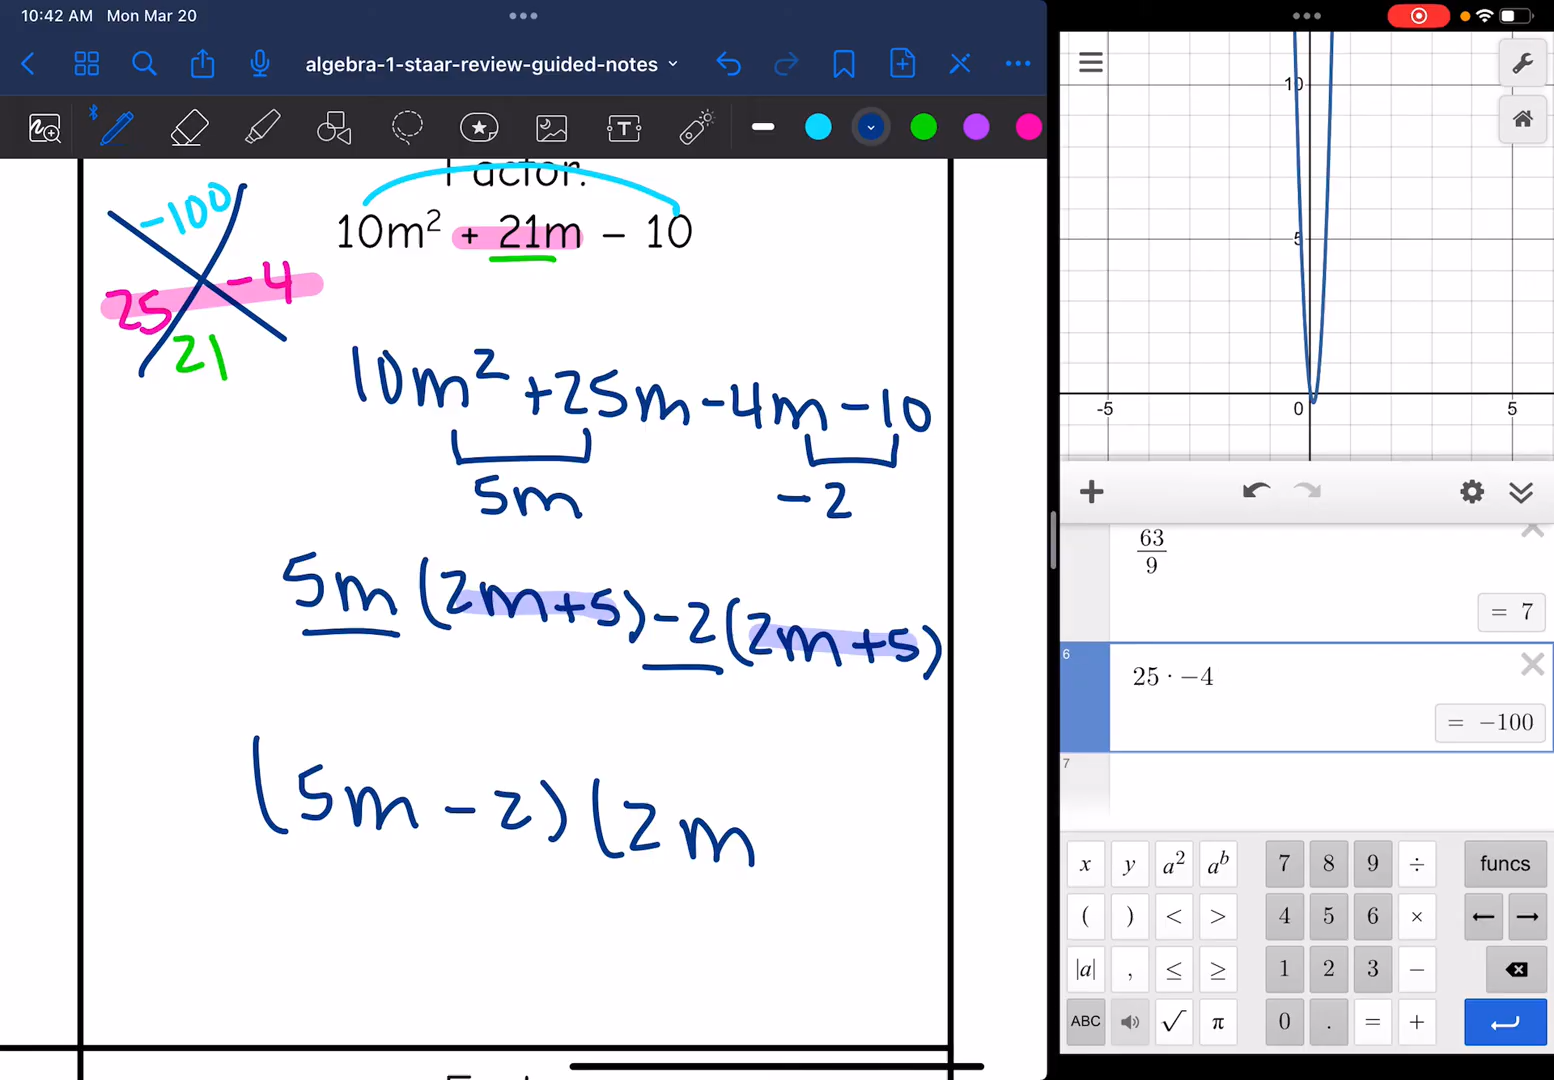 10:42 AM Mon Mar 20
algebra-1-staar-review-guided-notes
T
Factor.
10m² + 21m − 10
-100
25 -4
21
10m² +25m -4m -10
5m -2
5m (2m+5) -2 (2m+5)
(5m - 2) (2m
10
5
-5 0 5
63
9
= 7
6
25 · −4
= −100
7
x y a² aᵇ 7 8 9 ÷ funcs
( ) < > 4 5 6 × ← →
|a| , ≤ ≥ 1 2 3 −
ABC √ π 0 . = +